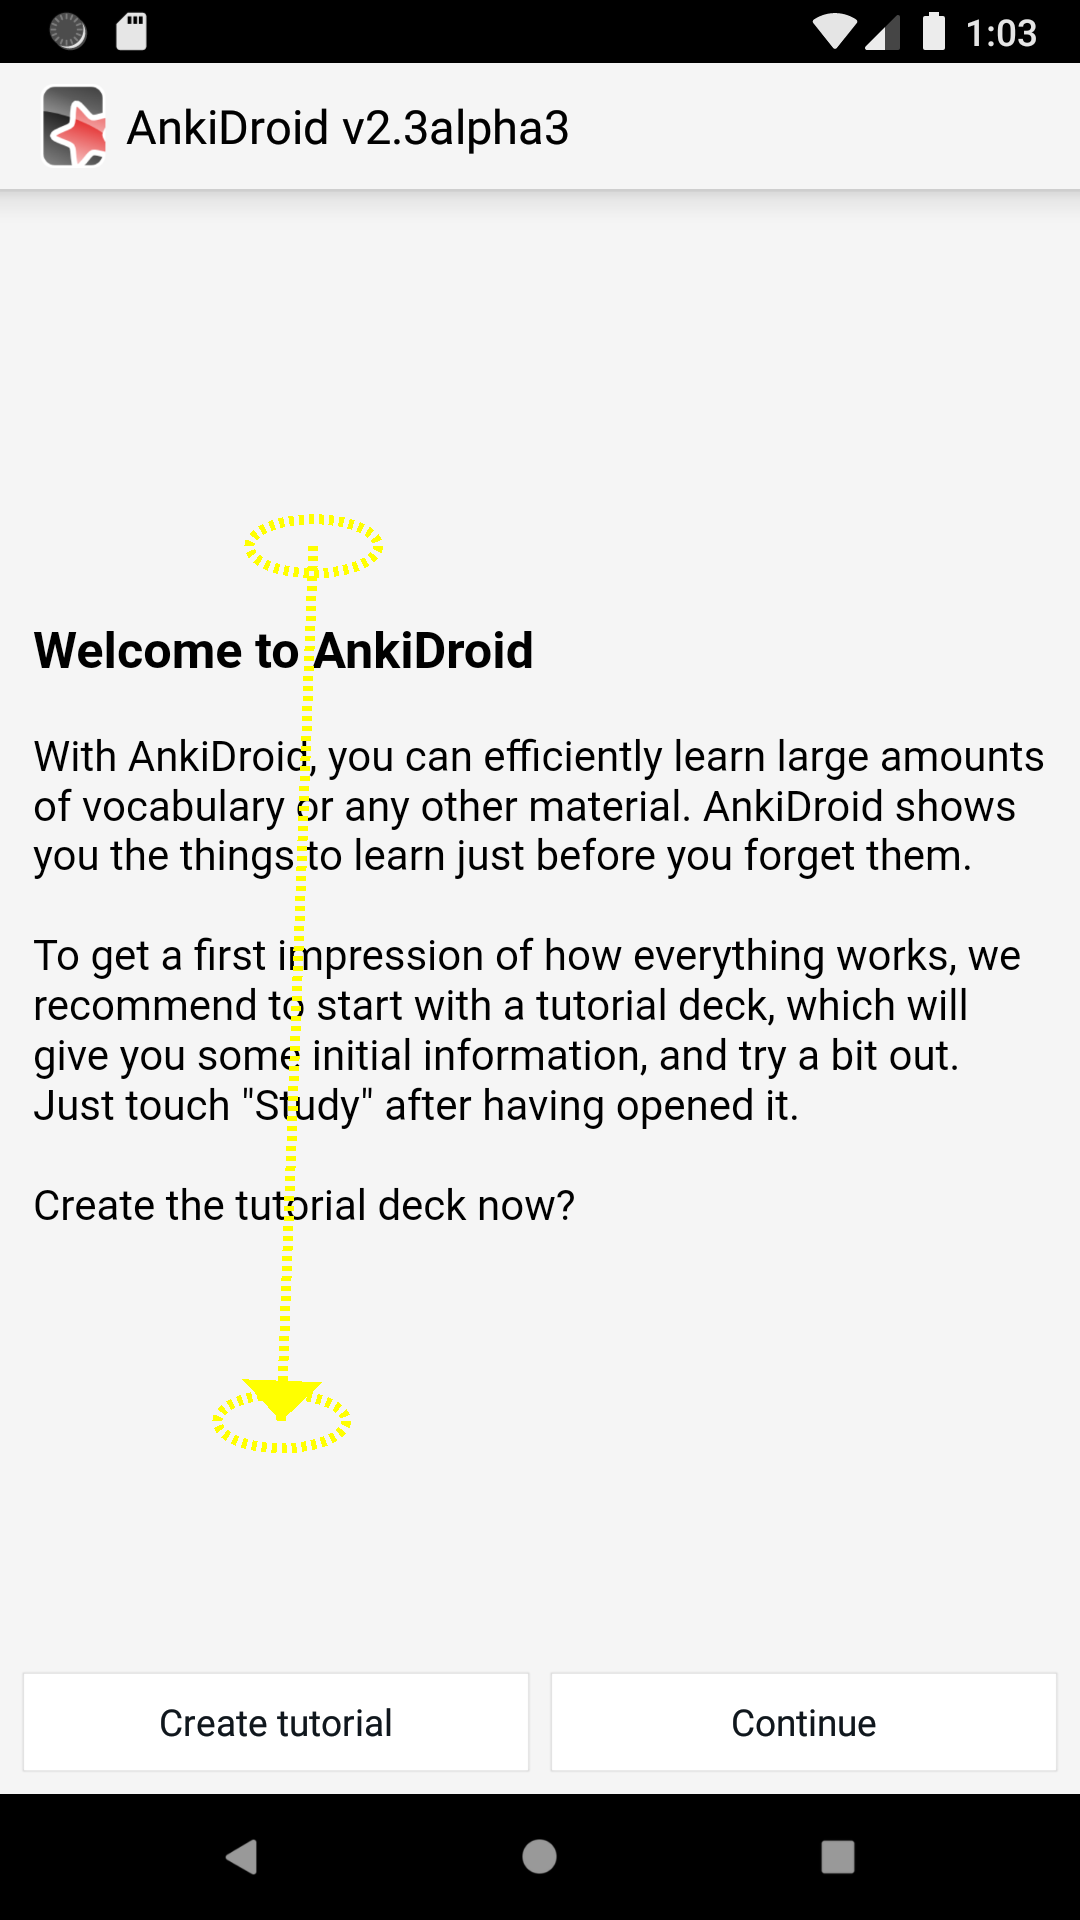 1:03
AnkiDroid v2.3alpha3
Welcome to AnkiDroid
With AnkiDroid, you can efficiently learn large amounts
of vocabulary or any other material. AnkiDroid shows
you the things to learn just before you forget them.
To get a first impression of how everything works, we
recommend to start with a tutorial deck, which will
give you some initial information, and try a bit out.
Just touch "Study" after having opened it.
Create the tutorial deck now?
Create tutorial
Continue